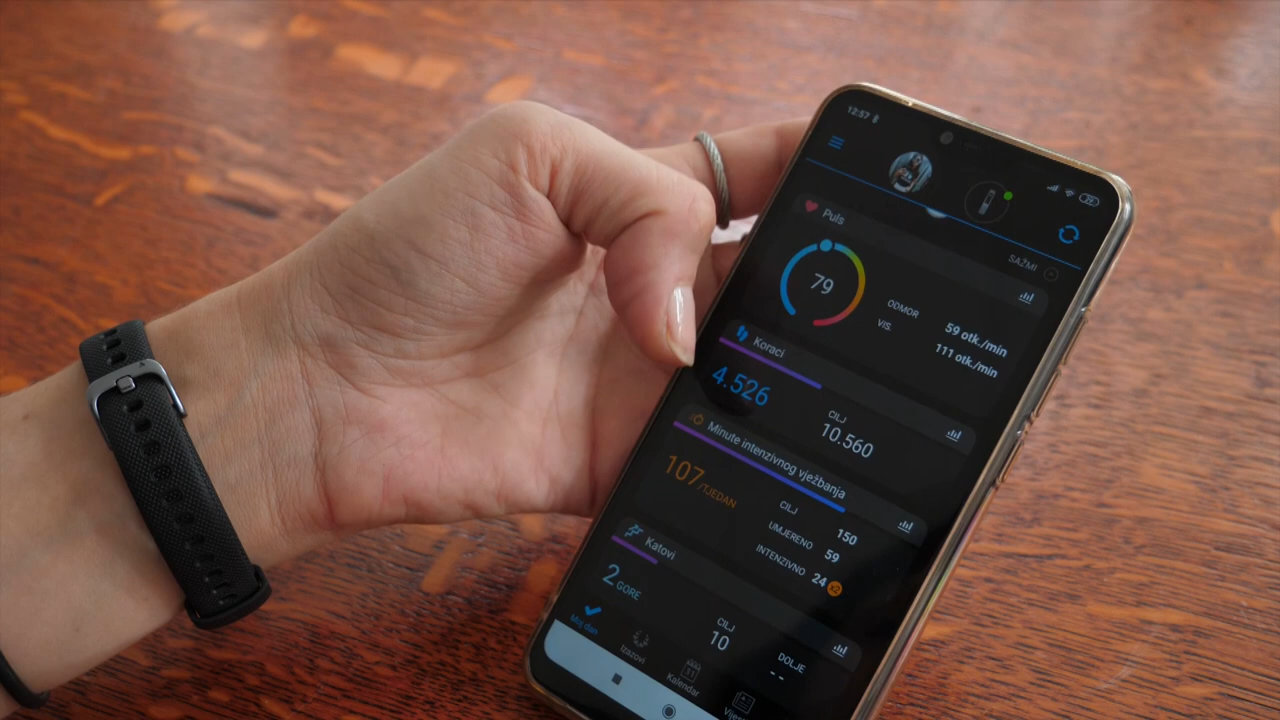 12:57
Puls
SAŽMI
79
ODMOR 59 otk./min
VIS. 111 otk./min
Koraci
4.526
CILJ
10.560
Minute intenzivnog vježbanja
107/TJEDAN
CILJ 150
UMJERENO 59
INTENZIVNO 24 x2
Katovi
2 GORE
CILJ
10
DOLJE
--
Moj dan
Izazovi
Kalendar
31